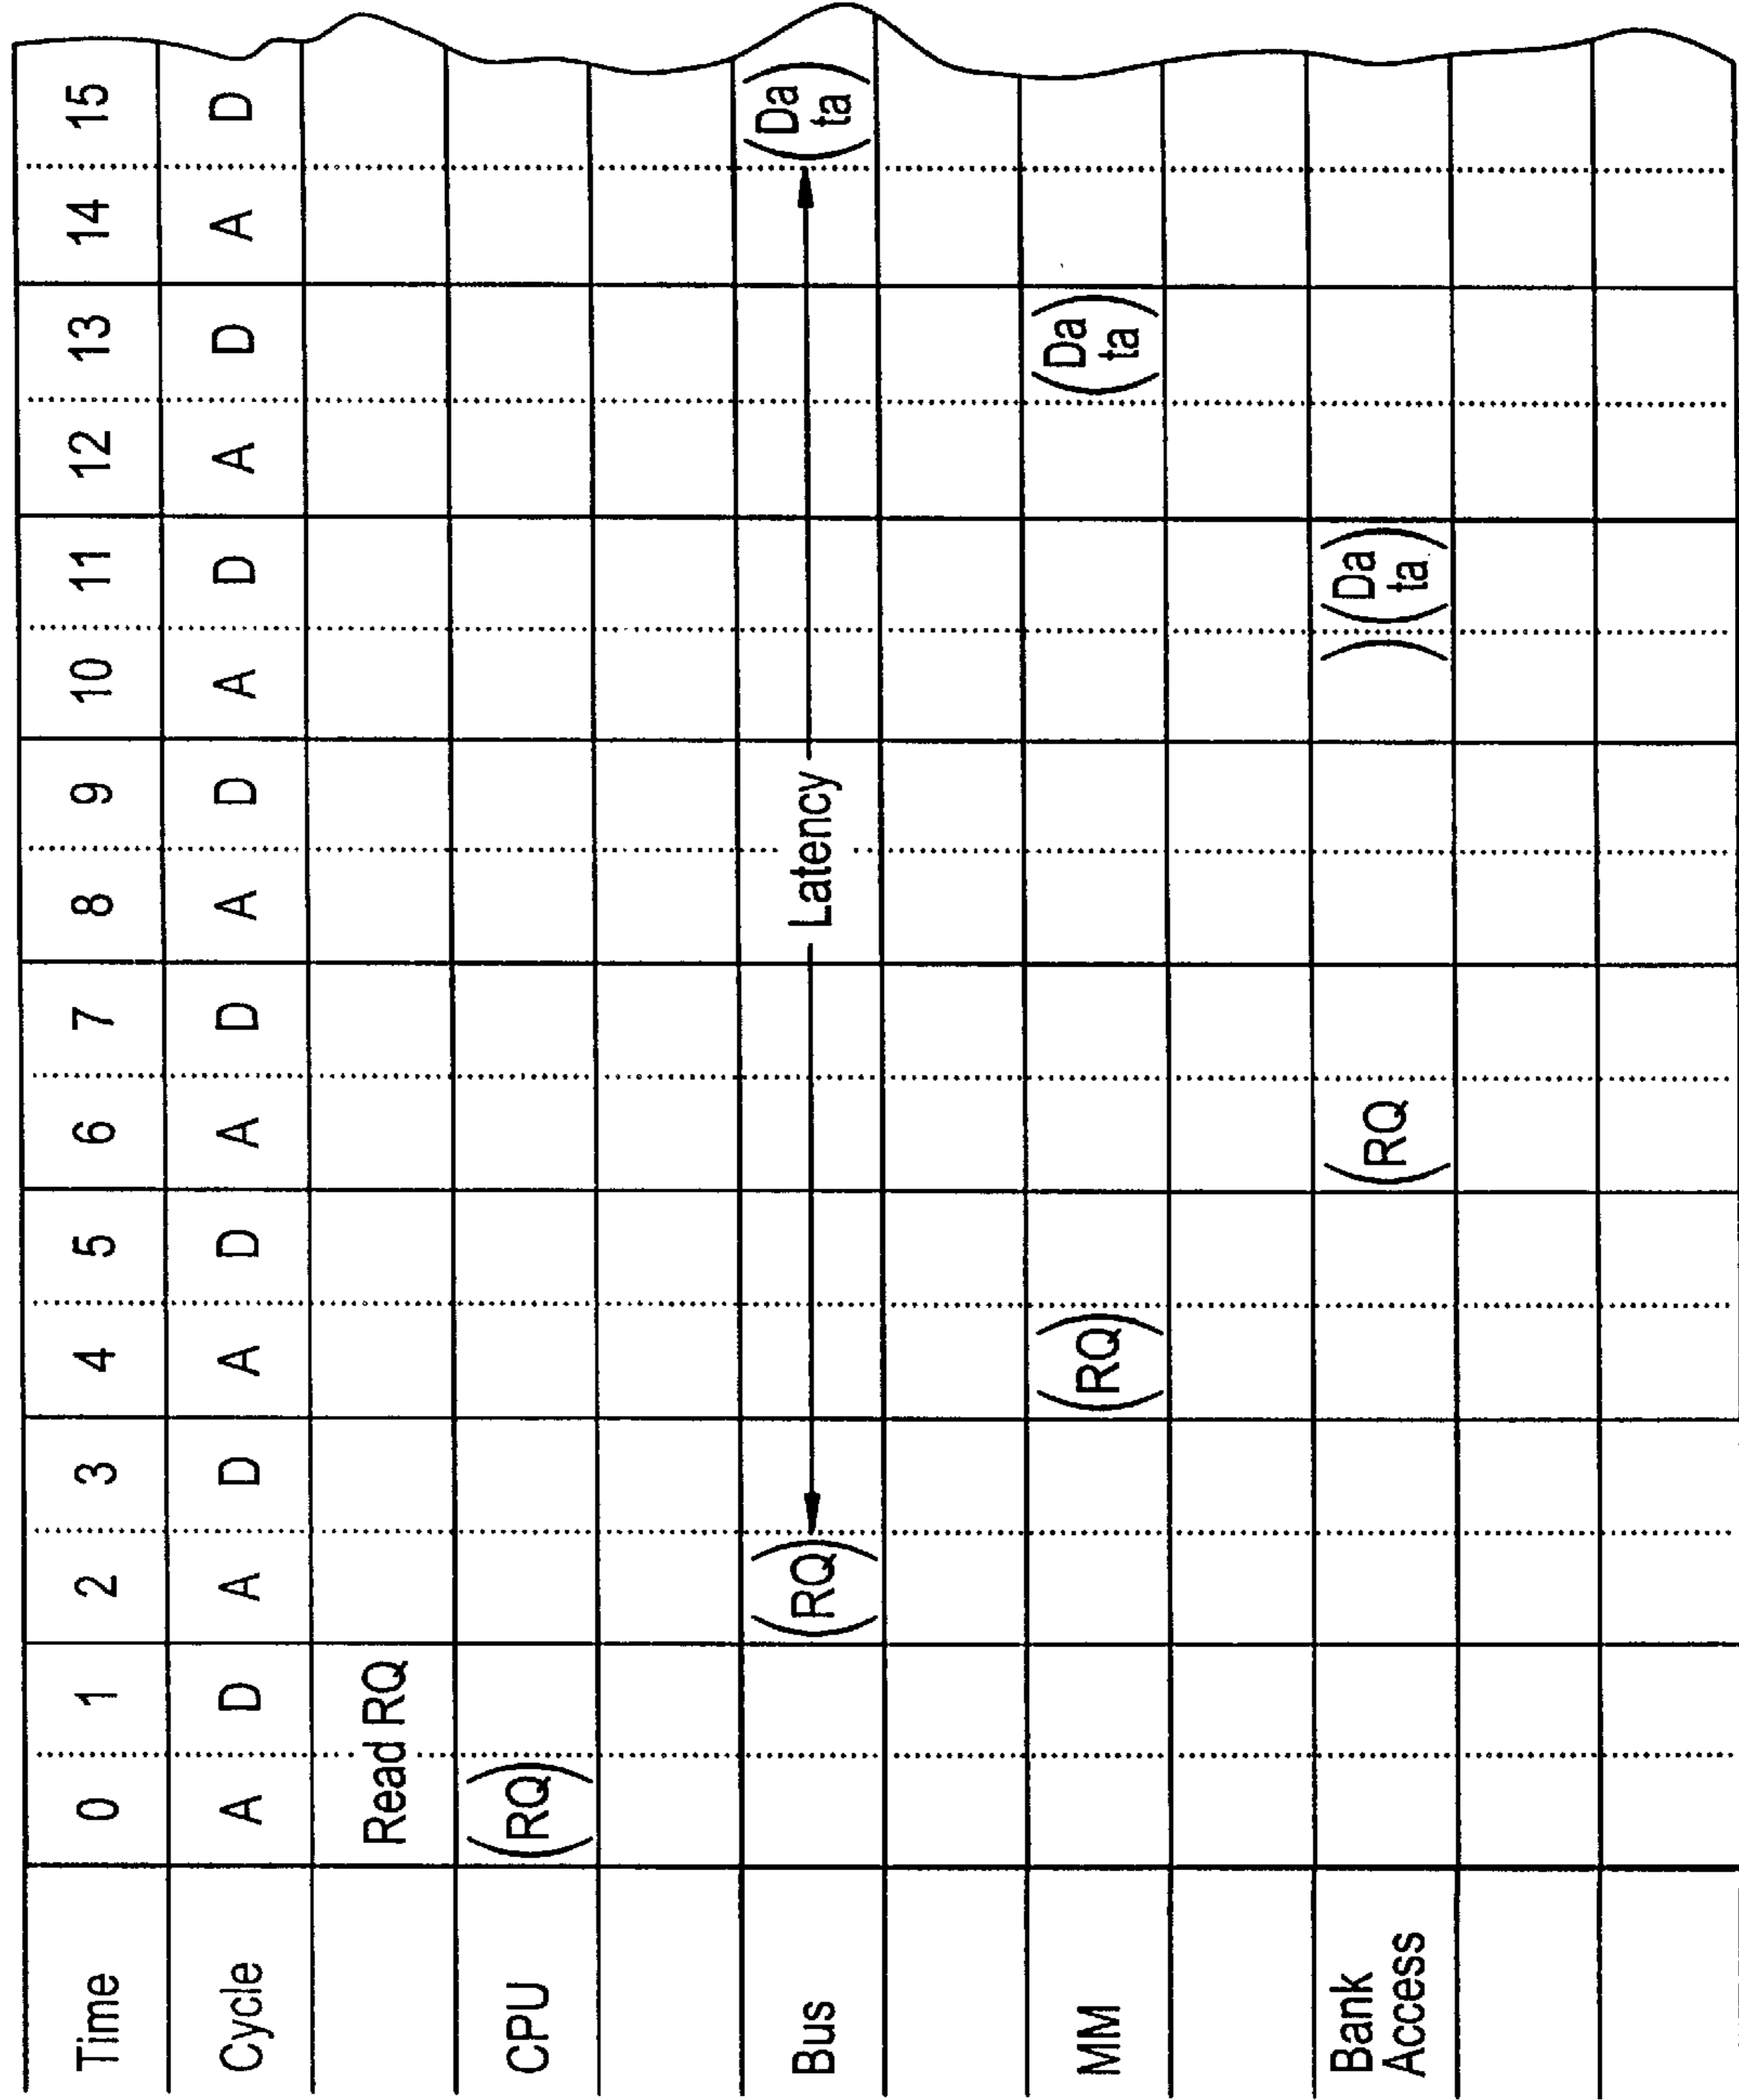 Time 0 1 2 3 4 5 6 7 8 9 10 11 12 13 14 15
Cycle A D A D A D A D A D A D A D A D
Read RQ
CPU (RQ)
Bus (RQ) Latency (Da
ta)
MM (RQ) (Da
ta)
Bank
Access (RQ ) (Da
ta)